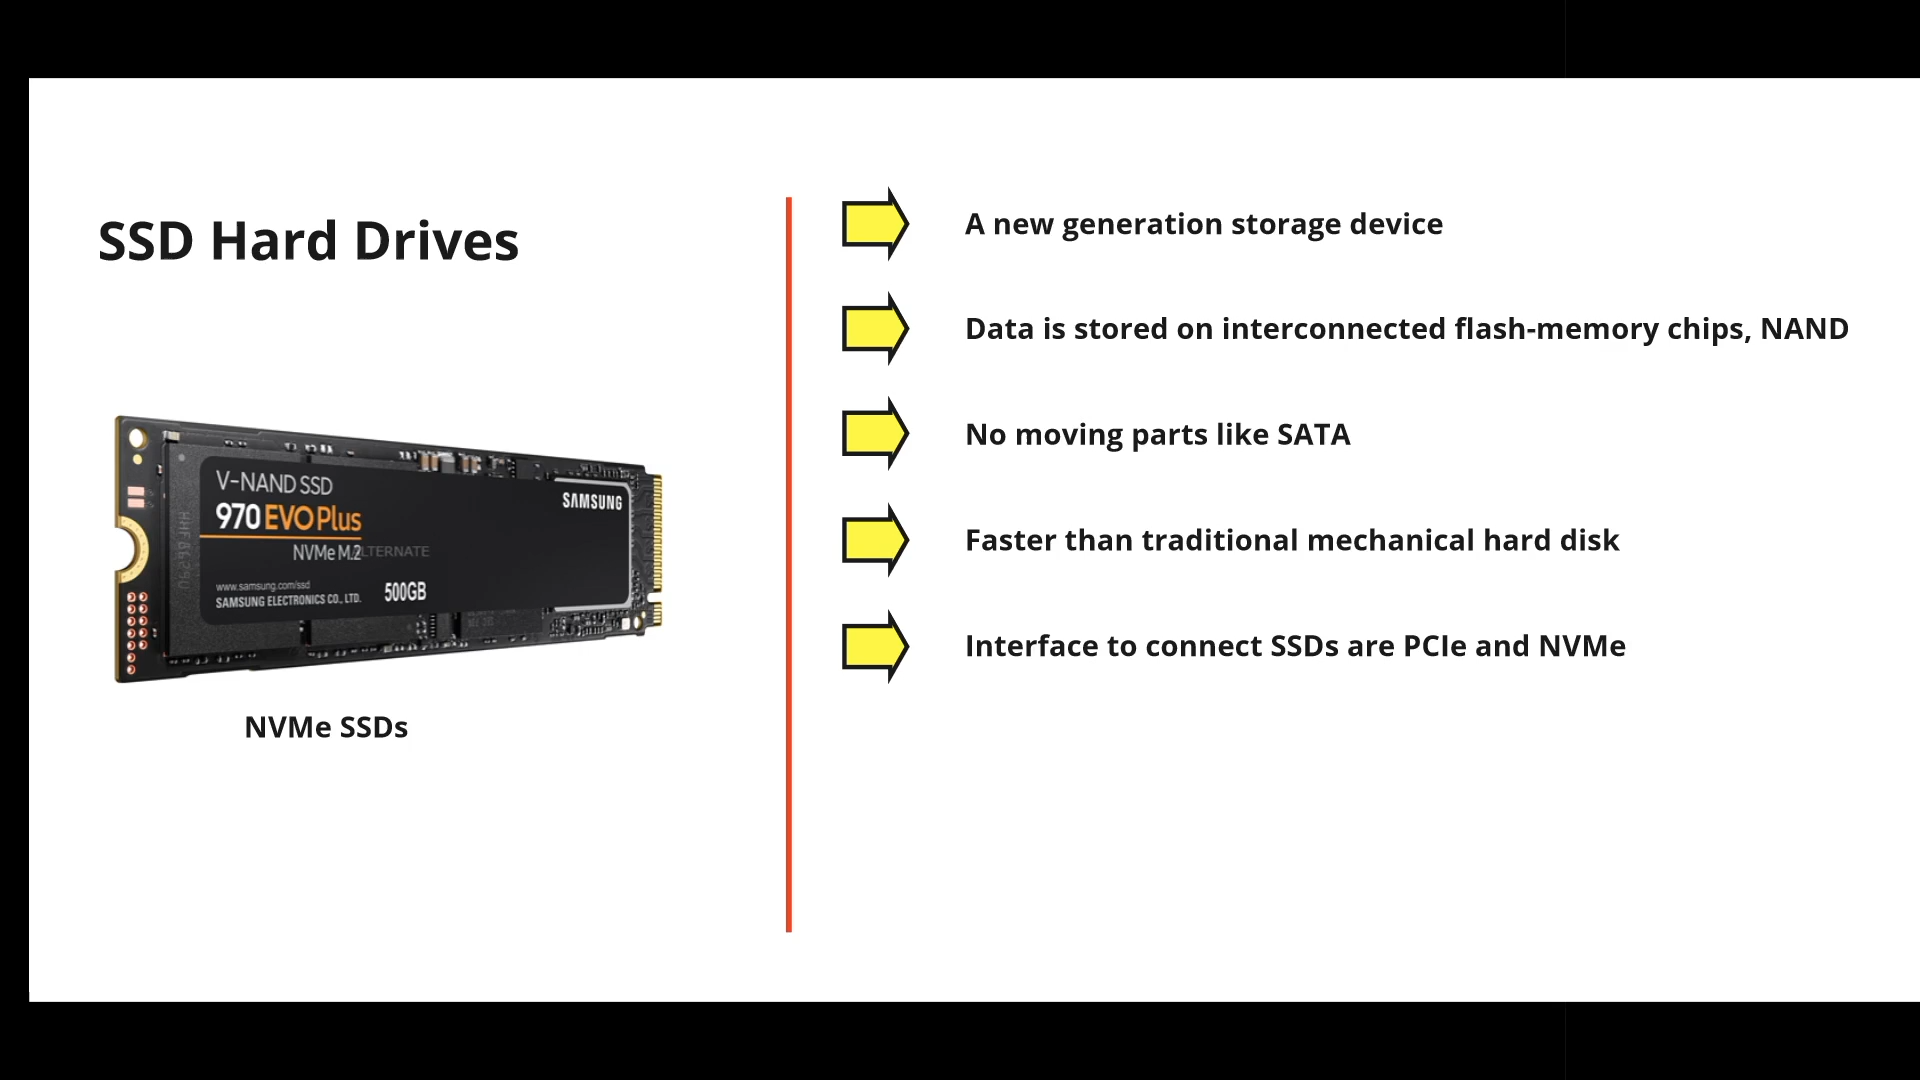 SSD Hard Drives
V-NAND SSD
970 EVO Plus
NVMe M.2
ALTERNATE
SAMSUNG
www.samsung.com/ssd
SAMSUNG ELECTRONICS CO., LTD.
500GB
NVMe SSDs
A new generation storage device
Data is stored on interconnected flash-memory chips, NAND
No moving parts like SATA
Faster than traditional mechanical hard disk
Interface to connect SSDs are PCIe and NVMe